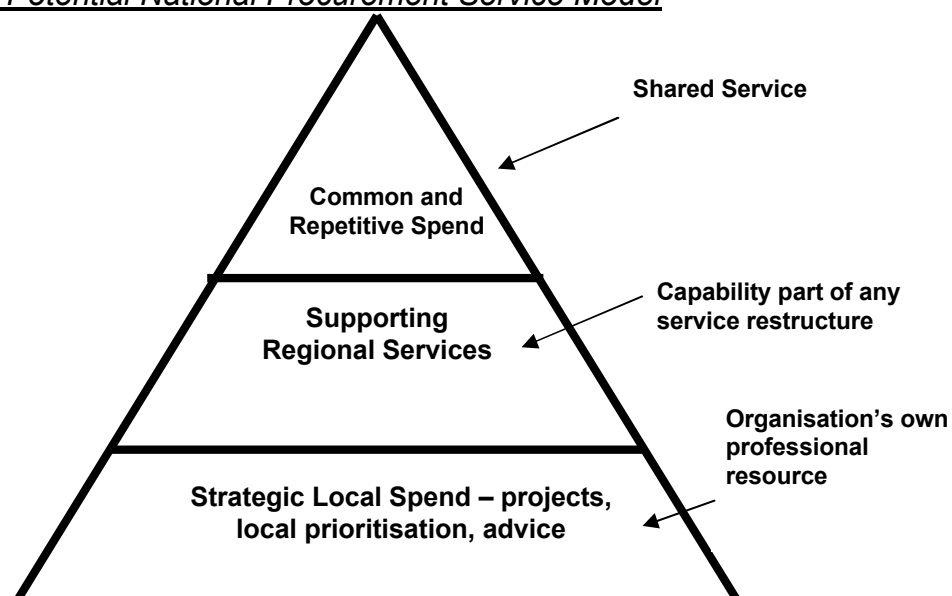 Potential National Procurement Service Model
Shared Service
Common and
Repetitive Spend
Capability part of any
service restructure
Supporting
Regional Services
Organisation’s own
professional
resource
Strategic Local Spend – projects,
local prioritisation, advice